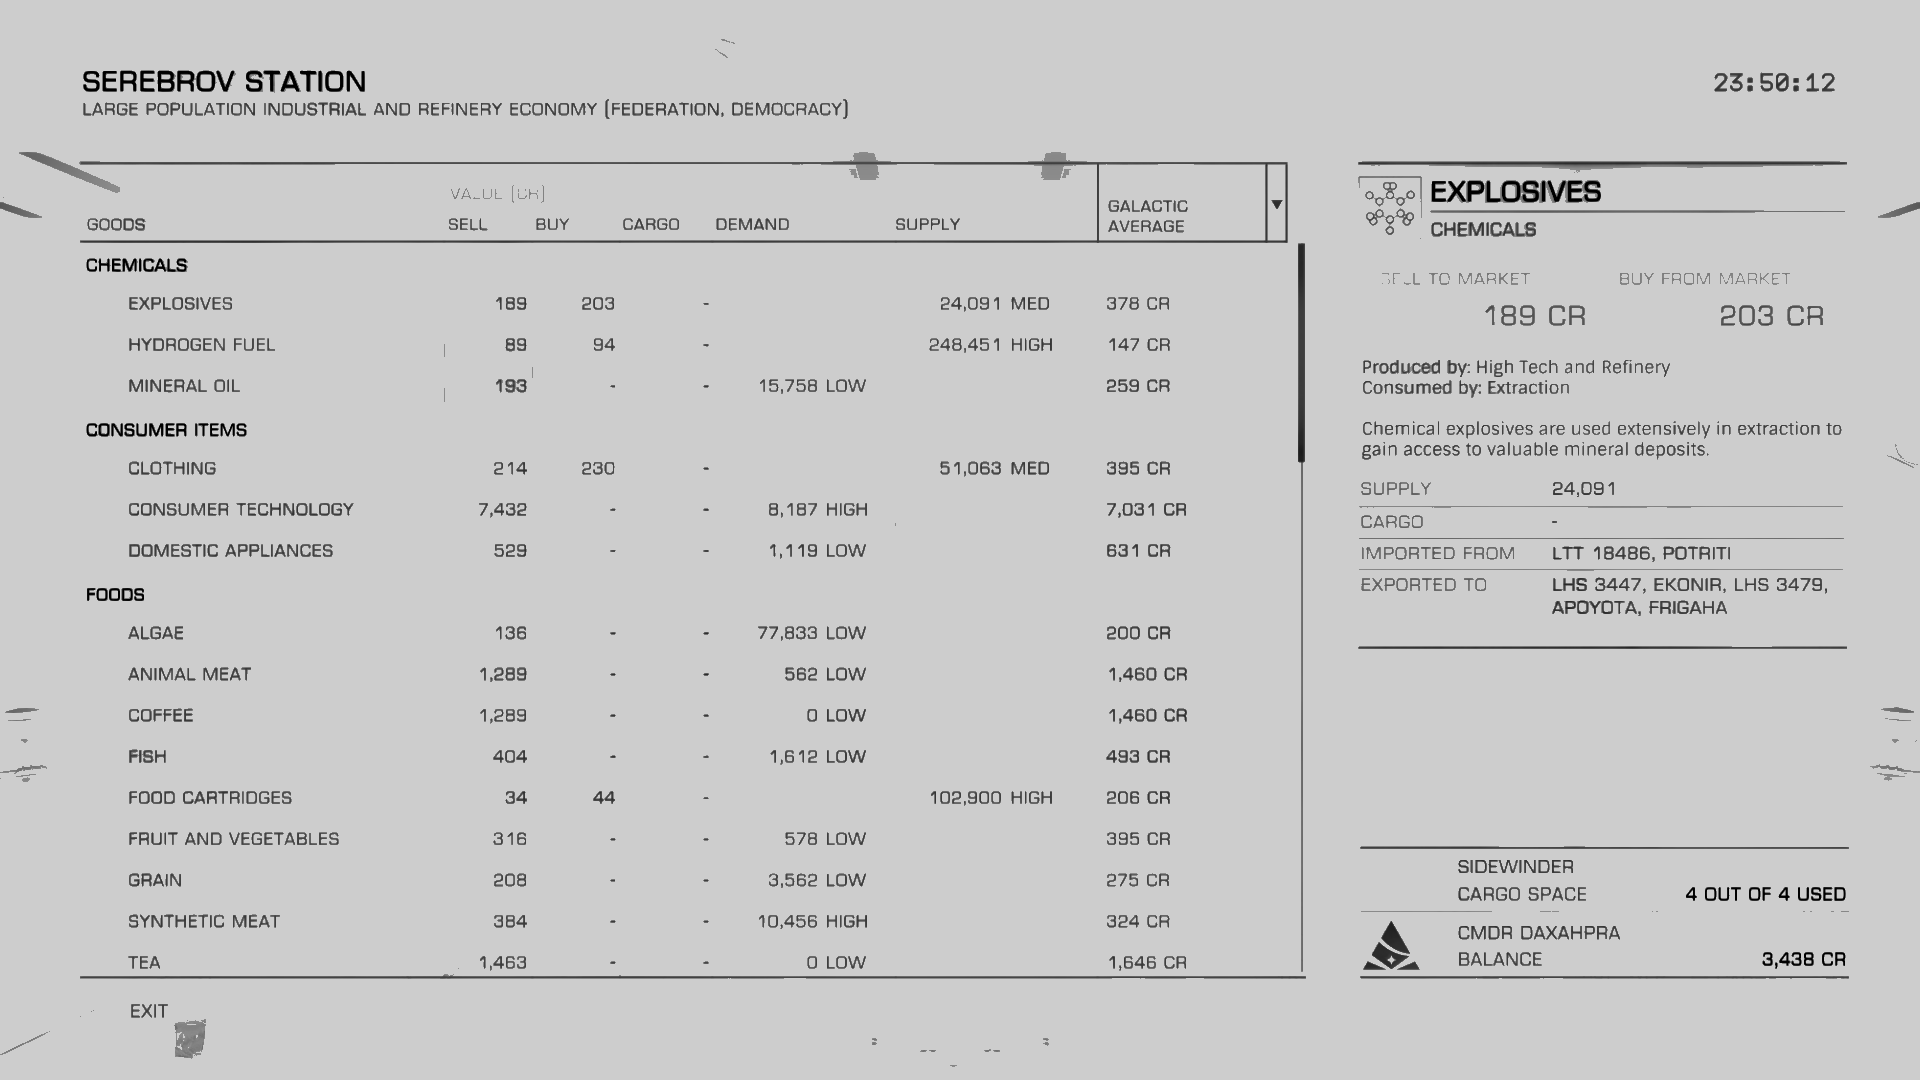 SEREBROV STATION
LARGE POPULATION INDUSTRIAL AND REFINERY ECONOMY (FEDERATION, DEMOCRACY)
23:50:12
VALUE (CR)
GOODS SELL BUY CARGO DEMAND SUPPLY GALACTIC AVERAGE
CHEMICALS
EXPLOSIVES 189 203 - 24,091 MED 378 CR
HYDROGEN FUEL 89 94 - 248,451 HIGH 147 CR
MINERAL OIL 193 - - 15,758 LOW 259 CR
CONSUMER ITEMS
CLOTHING 214 230 - 51,063 MED 395 CR
CONSUMER TECHNOLOGY 7,432 - - 8,187 HIGH 7,031 CR
DOMESTIC APPLIANCES 529 - - 1,119 LOW 631 CR
FOODS
ALGAE 136 - - 77,833 LOW 200 CR
ANIMAL MEAT 1,289 - - 562 LOW 1,460 CR
COFFEE 1,289 - - 0 LOW 1,460 CR
FISH 404 - - 1,612 LOW 493 CR
FOOD CARTRIDGES 34 44 - 102,900 HIGH 206 CR
FRUIT AND VEGETABLES 316 - - 578 LOW 395 CR
GRAIN 208 - - 3,562 LOW 275 CR
SYNTHETIC MEAT 384 - - 10,456 HIGH 324 CR
TEA 1,463 - - 0 LOW 1,646 CR
EXIT
EXPLOSIVES
CHEMICALS
SELL TO MARKET BUY FROM MARKET
189 CR 203 CR
Produced by: High Tech and Refinery
Consumed by: Extraction
Chemical explosives are used extensively in extraction to
gain access to valuable mineral deposits.
SUPPLY 24,091
CARGO -
IMPORTED FROM LTT 18486, POTRITI
EXPORTED TO LHS 3447, EKONIR, LHS 3479,
APOYOTA, FRIGAHA
SIDEWINDER
CARGO SPACE 4 OUT OF 4 USED
CMDR DAXAHPRA
BALANCE 3,438 CR